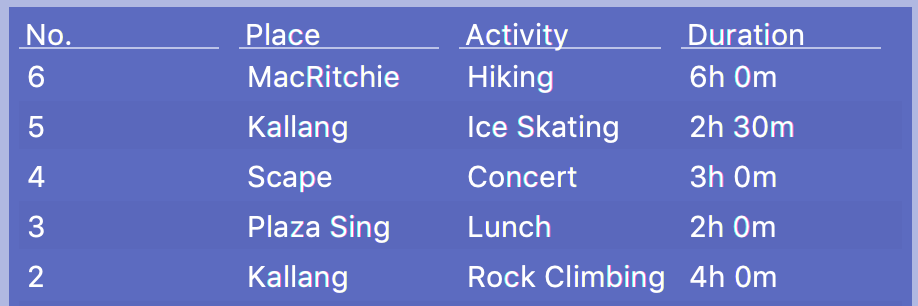 No. Place Activity Duration
6 MacRitchie Hiking 6h 0m
5 Kallang Ice Skating 2h 30m
4 Scape Concert 3h 0m
3 Plaza Sing Lunch 2h 0m
2 Kallang Rock Climbing 4h 0m